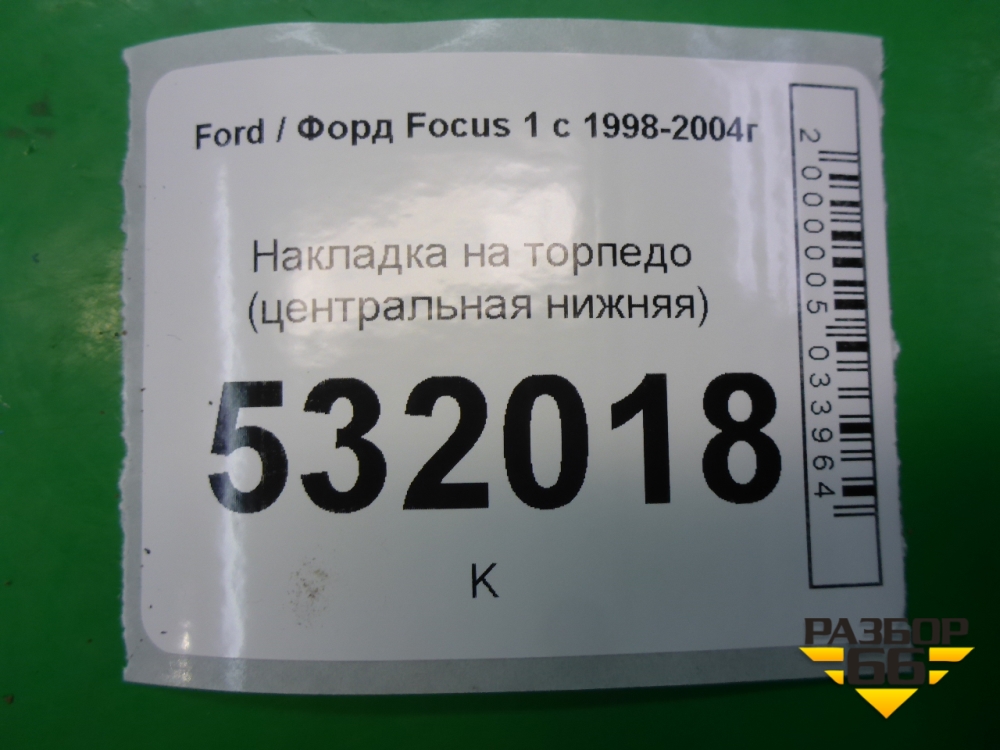 Ford / Форд Focus 1 с 1998-2004г
Накладка на торпедо
(центральная нижняя)
532018
К
2000005033964
РАЗБОР
66